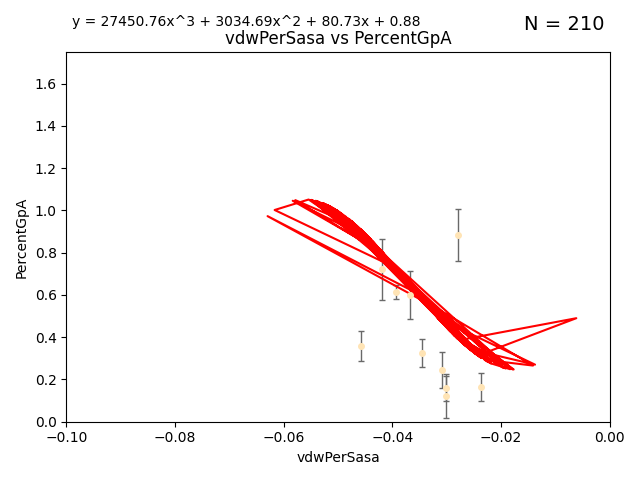 y = 27450.76x^3 + 3034.69x^2 + 80.73x + 0.88
N = 210
vdwPerSasa vs PercentGpA
1.6
1.4
1.2
1.0
0.8
0.6
0.4
0.2
0.0
PercentGpA
−0.10 −0.08 −0.06 −0.04 −0.02 0.00
vdwPerSasa